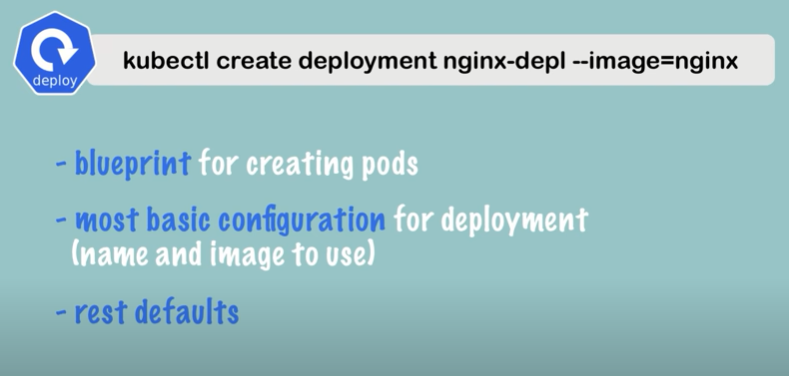 deploy
kubectl create deployment nginx-depl --image=nginx
- blueprint for creating pods
- most basic configuration for deployment
(name and image to use)
- rest defaults